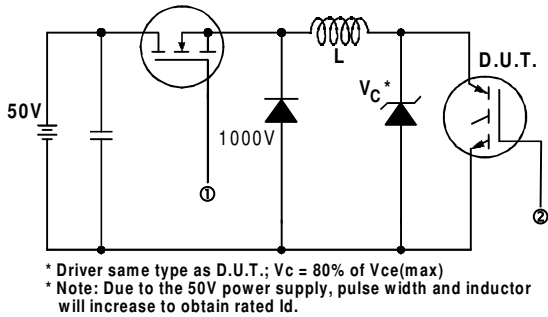 L
D.U.T.
VC *
50V
1000V
①
②
* Driver same type as D.U.T.; Vc = 80% of Vce(max)
* Note: Due to the 50V power supply, pulse width and inductor
will increase to obtain rated Id.